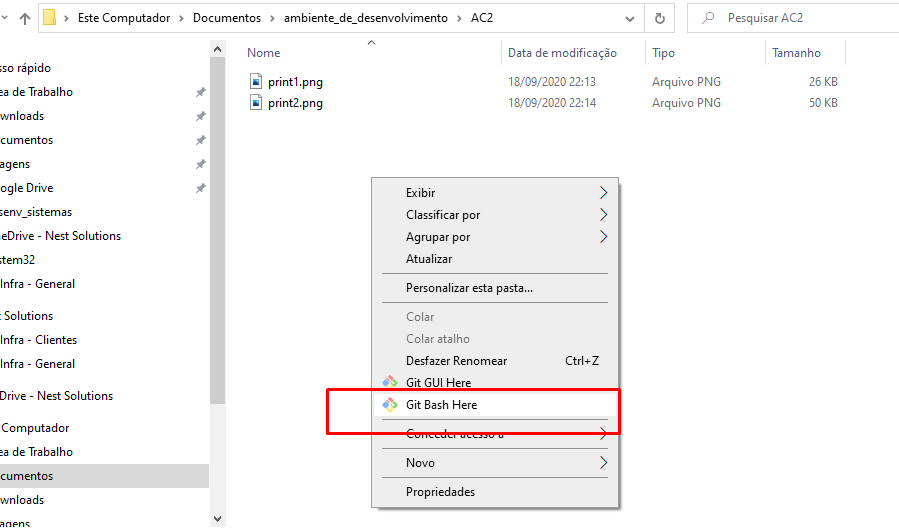 Este Computador > Documentos > ambiente_de_desenvolvimento > AC2
Pesquisar AC2
Nome Data de modificação Tipo Tamanho
print1.png 18/09/2020 22:13 Arquivo PNG 26 KB
print2.png 18/09/2020 22:14 Arquivo PNG 50 KB
sso rápido
ea de Trabalho
ownloads
ocumentos
agens
ogle Drive
senv_sistemas
eDrive - Nest Solutions
stem32
Infra - General
t Solutions
Infra - Clientes
Infra - General
Drive - Nest Solutions
Computador
ea de Trabalho
ocumentos
ownloads
agens
Exibir
Classificar por
Agrupar por
Atualizar
Personalizar esta pasta...
Colar
Colar atalho
Desfazer Renomear Ctrl+Z
Git GUI Here
Git Bash Here
Conceder acesso a
Novo
Propriedades